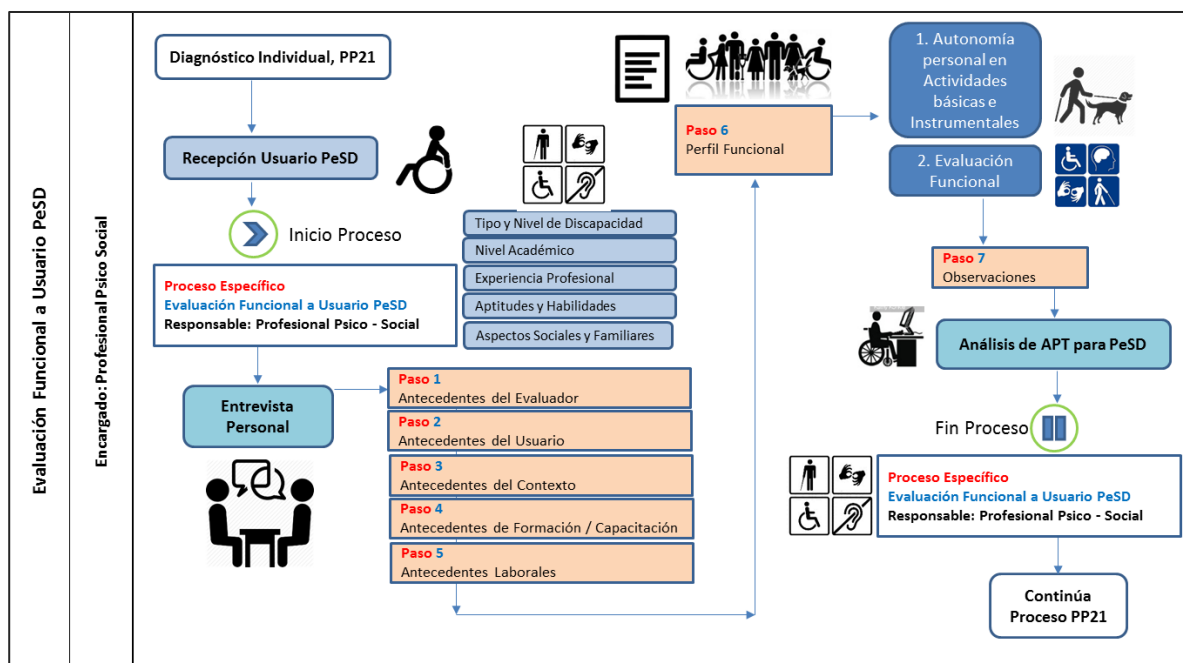 Evaluación Funcional a Usuario PeSD
Encargado: Profesional Psico Social
Diagnóstico Individual, PP21
Recepción Usuario PeSD
Inicio Proceso
Proceso Específico
Evaluación Funcional a Usuario PeSD
Responsable: Profesional Psico - Social
Tipo y Nivel de Discapacidad
Nivel Académico
Experiencia Profesional
Aptitudes y Habilidades
Aspectos Sociales y Familiares
Entrevista
Personal
Paso 1
Antecedentes del Evaluador
Paso 2
Antecedentes del Usuario
Paso 3
Antecedentes del Contexto
Paso 4
Antecedentes de Formación / Capacitación
Paso 5
Antecedentes Laborales
Paso 6
Perfil Funcional
1. Autonomía
personal en
Actividades
básicas e
Instrumentales
2. Evaluación
Funcional
Paso 7
Observaciones
Análisis de APT para PeSD
Fin Proceso
Proceso Específico
Evaluación Funcional a Usuario PeSD
Responsable: Profesional Psico - Social
Continúa
Proceso PP21